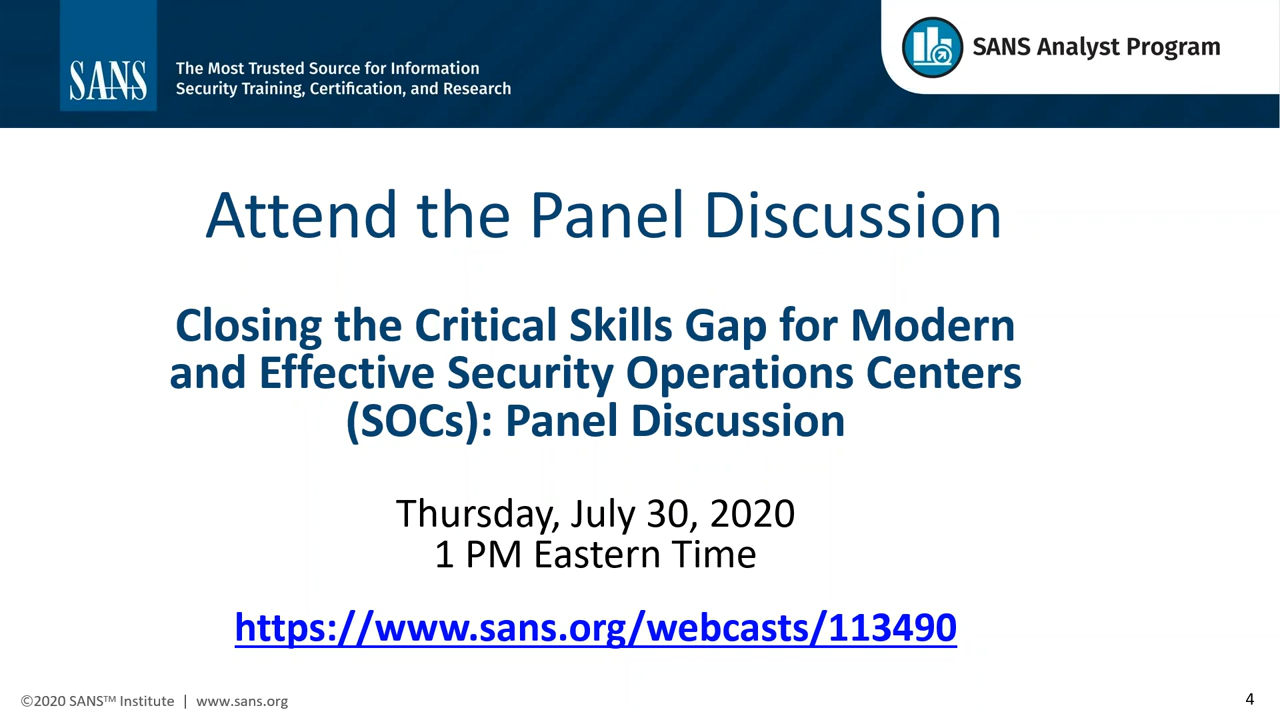 SANS
The Most Trusted Source for Information
Security Training, Certification, and Research
SANS Analyst Program
Attend the Panel Discussion
Closing the Critical Skills Gap for Modern
and Effective Security Operations Centers
(SOCs): Panel Discussion
Thursday, July 30, 2020
1 PM Eastern Time
https://www.sans.org/webcasts/113490
©2020 SANS™ Institute | www.sans.org
4